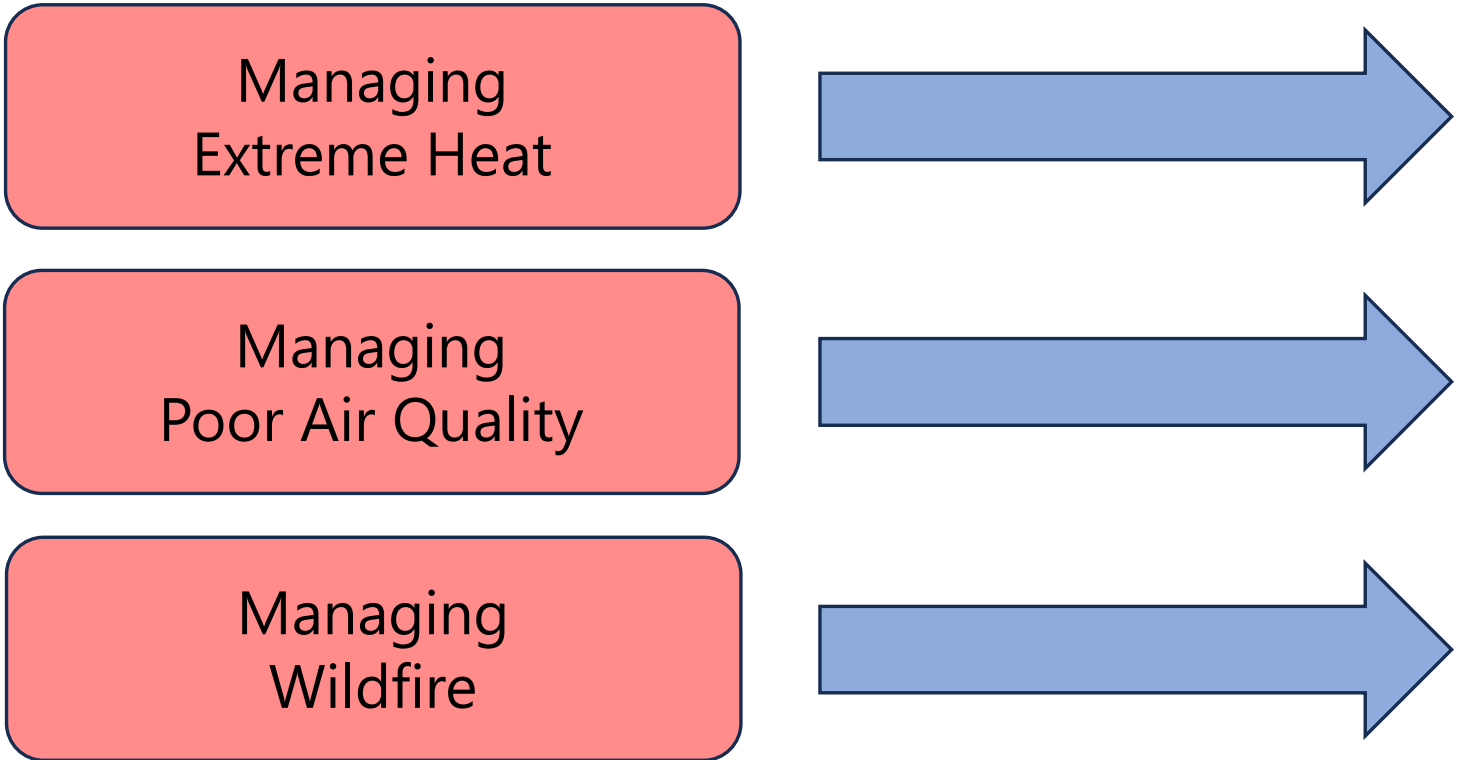 Managing
Extreme Heat
Managing
Poor Air Quality
Managing
Wildfire